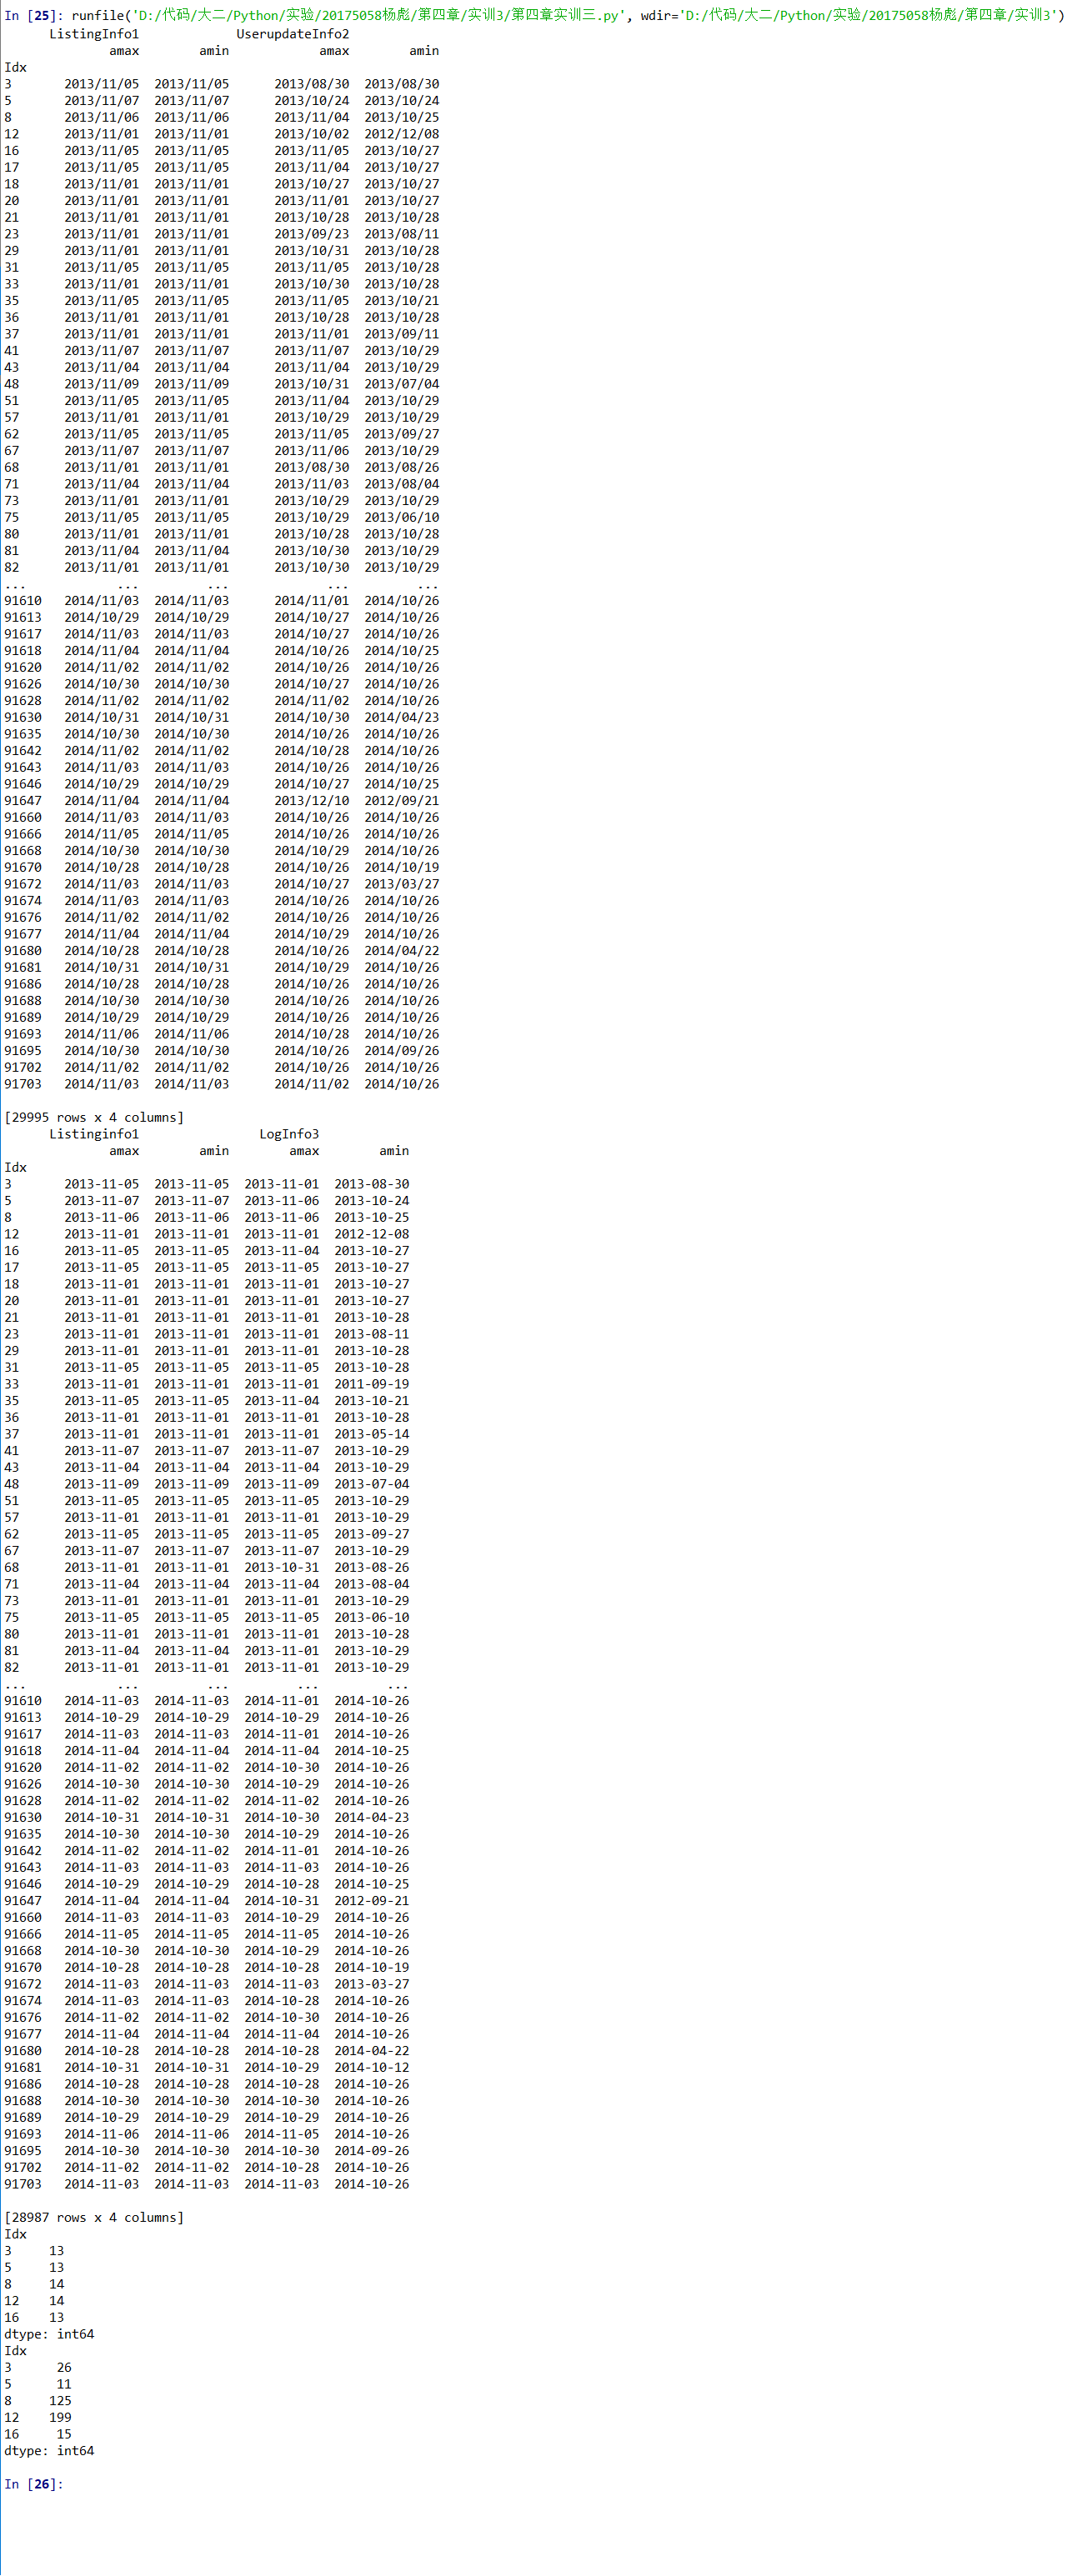 In [25]: runfile('D:/代码/大二/Python/实验/20175058杨彪/第四章/实训3/第四章实训三.py', wdir='D:/代码/大二/Python/实验/20175058杨彪/第四章/实训3')
ListingInfo1 UserupdateInfo2
amax amin amax amin
Idx
3 2013/11/05 2013/11/05 2013/08/30 2013/08/30
5 2013/11/07 2013/11/07 2013/10/24 2013/10/24
8 2013/11/06 2013/11/06 2013/11/04 2013/10/25
12 2013/11/01 2013/11/01 2013/10/02 2012/12/08
16 2013/11/05 2013/11/05 2013/11/05 2013/10/27
17 2013/11/05 2013/11/05 2013/11/04 2013/10/27
18 2013/11/01 2013/11/01 2013/10/27 2013/10/27
20 2013/11/01 2013/11/01 2013/11/01 2013/10/27
21 2013/11/01 2013/11/01 2013/10/28 2013/10/28
23 2013/11/01 2013/11/01 2013/09/23 2013/08/11
29 2013/11/01 2013/11/01 2013/10/31 2013/10/28
31 2013/11/05 2013/11/05 2013/11/05 2013/10/28
33 2013/11/01 2013/11/01 2013/10/30 2013/10/28
35 2013/11/05 2013/11/05 2013/11/05 2013/10/21
36 2013/11/01 2013/11/01 2013/10/28 2013/10/28
37 2013/11/01 2013/11/01 2013/11/01 2013/09/11
41 2013/11/07 2013/11/07 2013/11/07 2013/10/29
43 2013/11/04 2013/11/04 2013/11/04 2013/10/29
48 2013/11/09 2013/11/09 2013/10/31 2013/07/04
51 2013/11/05 2013/11/05 2013/11/04 2013/10/29
57 2013/11/01 2013/11/01 2013/10/29 2013/10/29
62 2013/11/05 2013/11/05 2013/11/05 2013/09/27
67 2013/11/07 2013/11/07 2013/11/06 2013/10/29
68 2013/11/01 2013/11/01 2013/08/30 2013/08/26
71 2013/11/04 2013/11/04 2013/11/03 2013/08/04
73 2013/11/01 2013/11/01 2013/10/29 2013/10/29
75 2013/11/05 2013/11/05 2013/10/29 2013/06/10
80 2013/11/01 2013/11/01 2013/10/28 2013/10/28
81 2013/11/04 2013/11/04 2013/10/30 2013/10/29
82 2013/11/01 2013/11/01 2013/10/30 2013/10/29
... ... ... ... ...
91610 2014/11/03 2014/11/03 2014/11/01 2014/10/26
91613 2014/10/29 2014/10/29 2014/10/27 2014/10/26
91617 2014/11/03 2014/11/03 2014/10/27 2014/10/26
91618 2014/11/04 2014/11/04 2014/10/26 2014/10/25
91620 2014/11/02 2014/11/02 2014/10/26 2014/10/26
91626 2014/10/30 2014/10/30 2014/10/27 2014/10/26
91628 2014/11/02 2014/11/02 2014/11/02 2014/10/26
91630 2014/10/31 2014/10/31 2014/10/30 2014/04/23
91635 2014/10/30 2014/10/30 2014/10/26 2014/10/26
91642 2014/11/02 2014/11/02 2014/10/28 2014/10/26
91643 2014/11/03 2014/11/03 2014/10/26 2014/10/26
91646 2014/10/29 2014/10/29 2014/10/27 2014/10/25
91647 2014/11/04 2014/11/04 2013/12/10 2012/09/21
91660 2014/11/03 2014/11/03 2014/10/26 2014/10/26
91666 2014/11/05 2014/11/05 2014/10/26 2014/10/26
91668 2014/10/30 2014/10/30 2014/10/29 2014/10/26
91670 2014/10/28 2014/10/28 2014/10/26 2014/10/19
91672 2014/11/03 2014/11/03 2014/10/27 2013/03/27
91674 2014/11/03 2014/11/03 2014/10/26 2014/10/26
91676 2014/11/02 2014/11/02 2014/10/26 2014/10/26
91677 2014/11/04 2014/11/04 2014/10/29 2014/10/26
91680 2014/10/28 2014/10/28 2014/10/26 2014/04/22
91681 2014/10/31 2014/10/31 2014/10/29 2014/10/26
91686 2014/10/28 2014/10/28 2014/10/26 2014/10/26
91688 2014/10/30 2014/10/30 2014/10/26 2014/10/26
91689 2014/10/29 2014/10/29 2014/10/26 2014/10/26
91693 2014/11/06 2014/11/06 2014/10/28 2014/10/26
91695 2014/10/30 2014/10/30 2014/10/26 2014/09/26
91702 2014/11/02 2014/11/02 2014/10/26 2014/10/26
91703 2014/11/03 2014/11/03 2014/11/02 2014/10/26
[29995 rows x 4 columns]
Listinginfo1 LogInfo3
amax amin amax amin
Idx
3 2013-11-05 2013-11-05 2013-11-01 2013-08-30
5 2013-11-07 2013-11-07 2013-11-06 2013-10-24
8 2013-11-06 2013-11-06 2013-11-06 2013-10-25
12 2013-11-01 2013-11-01 2013-11-01 2012-12-08
16 2013-11-05 2013-11-05 2013-11-04 2013-10-27
17 2013-11-05 2013-11-05 2013-11-05 2013-10-27
18 2013-11-01 2013-11-01 2013-11-01 2013-10-27
20 2013-11-01 2013-11-01 2013-11-01 2013-10-27
21 2013-11-01 2013-11-01 2013-11-01 2013-10-28
23 2013-11-01 2013-11-01 2013-11-01 2013-08-11
29 2013-11-01 2013-11-01 2013-11-01 2013-10-28
31 2013-11-05 2013-11-05 2013-11-05 2013-10-28
33 2013-11-01 2013-11-01 2013-11-01 2011-09-19
35 2013-11-05 2013-11-05 2013-11-04 2013-10-21
36 2013-11-01 2013-11-01 2013-11-01 2013-10-28
37 2013-11-01 2013-11-01 2013-11-01 2013-05-14
41 2013-11-07 2013-11-07 2013-11-07 2013-10-29
43 2013-11-04 2013-11-04 2013-11-04 2013-10-29
48 2013-11-09 2013-11-09 2013-11-09 2013-07-04
51 2013-11-05 2013-11-05 2013-11-05 2013-10-29
57 2013-11-01 2013-11-01 2013-11-01 2013-10-29
62 2013-11-05 2013-11-05 2013-11-05 2013-09-27
67 2013-11-07 2013-11-07 2013-11-07 2013-10-29
68 2013-11-01 2013-11-01 2013-10-31 2013-08-26
71 2013-11-04 2013-11-04 2013-11-04 2013-08-04
73 2013-11-01 2013-11-01 2013-11-01 2013-10-29
75 2013-11-05 2013-11-05 2013-11-05 2013-06-10
80 2013-11-01 2013-11-01 2013-11-01 2013-10-28
81 2013-11-04 2013-11-04 2013-11-01 2013-10-29
82 2013-11-01 2013-11-01 2013-11-01 2013-10-29
... ... ... ... ...
91610 2014-11-03 2014-11-03 2014-11-01 2014-10-26
91613 2014-10-29 2014-10-29 2014-10-29 2014-10-26
91617 2014-11-03 2014-11-03 2014-11-01 2014-10-26
91618 2014-11-04 2014-11-04 2014-11-04 2014-10-25
91620 2014-11-02 2014-11-02 2014-10-30 2014-10-26
91626 2014-10-30 2014-10-30 2014-10-29 2014-10-26
91628 2014-11-02 2014-11-02 2014-11-02 2014-10-26
91630 2014-10-31 2014-10-31 2014-10-30 2014-04-23
91635 2014-10-30 2014-10-30 2014-10-29 2014-10-26
91642 2014-11-02 2014-11-02 2014-11-01 2014-10-26
91643 2014-11-03 2014-11-03 2014-11-03 2014-10-26
91646 2014-10-29 2014-10-29 2014-10-28 2014-10-25
91647 2014-11-04 2014-11-04 2014-10-31 2012-09-21
91660 2014-11-03 2014-11-03 2014-10-29 2014-10-26
91666 2014-11-05 2014-11-05 2014-11-05 2014-10-26
91668 2014-10-30 2014-10-30 2014-10-29 2014-10-26
91670 2014-10-28 2014-10-28 2014-10-28 2014-10-19
91672 2014-11-03 2014-11-03 2014-11-03 2013-03-27
91674 2014-11-03 2014-11-03 2014-10-28 2014-10-26
91676 2014-11-02 2014-11-02 2014-10-30 2014-10-26
91677 2014-11-04 2014-11-04 2014-11-04 2014-10-26
91680 2014-10-28 2014-10-28 2014-10-28 2014-04-22
91681 2014-10-31 2014-10-31 2014-10-29 2014-10-12
91686 2014-10-28 2014-10-28 2014-10-28 2014-10-26
91688 2014-10-30 2014-10-30 2014-10-30 2014-10-26
91689 2014-10-29 2014-10-29 2014-10-29 2014-10-26
91693 2014-11-06 2014-11-06 2014-11-05 2014-10-26
91695 2014-10-30 2014-10-30 2014-10-30 2014-09-26
91702 2014-11-02 2014-11-02 2014-10-28 2014-10-26
91703 2014-11-03 2014-11-03 2014-11-03 2014-10-26
[28987 rows x 4 columns]
Idx
3 13
5 13
8 14
12 14
16 13
dtype: int64
Idx
3 26
5 11
8 125
12 199
16 15
dtype: int64
In [26]: